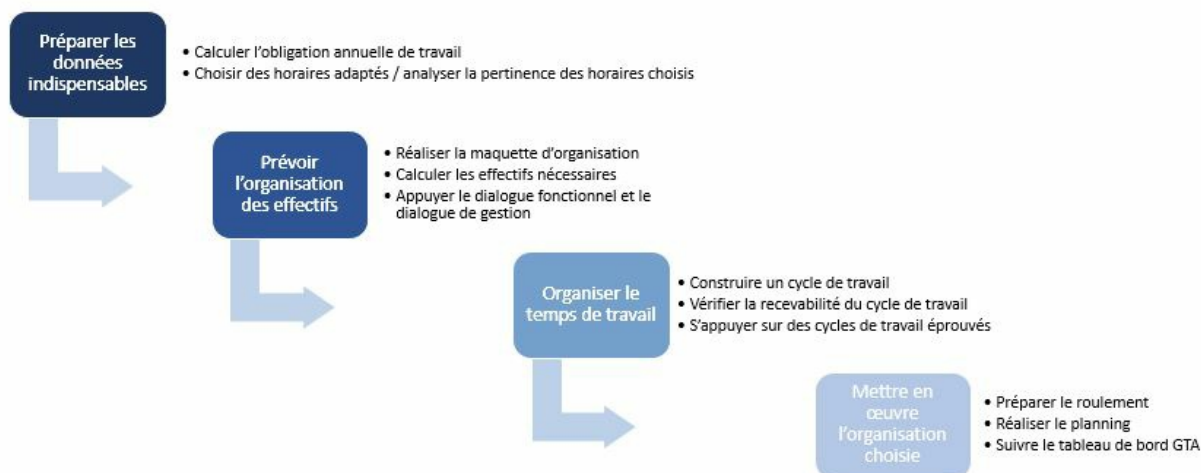 Préparer les
données
indispensables
• Calculer l'obligation annuelle de travail
• Choisir des horaires adaptés / analyser la pertinence des horaires choisis
Prévoir
l'organisation
des effectifs
• Réaliser la maquette d'organisation
• Calculer les effectifs nécessaires
• Appuyer le dialogue fonctionnel et le
dialogue de gestion
Organiser le
temps de travail
• Construire un cycle de travail
• Vérifier la recevabilité du cycle de travail
• S'appuyer sur des cycles de travail éprouvés
Mettre en
œuvre
l'organisation
choisie
• Préparer le roulement
• Réaliser le planning
• Suivre le tableau de bord GTA